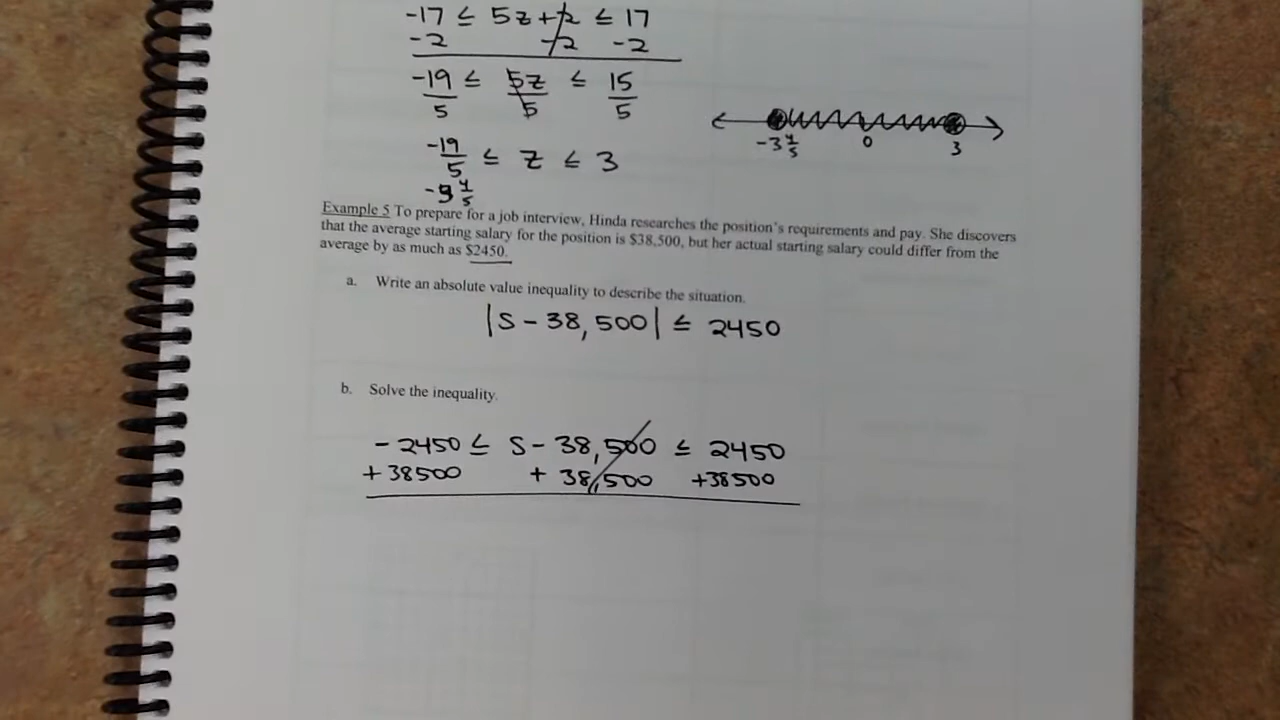 -17 ≤ 5z+2 ≤ 17
-2 -2 -2
-19/5 ≤ 5z/5 ≤ 15/5
-19/5 ≤ z ≤ 3
-3 4/5 0 3
Example 5 To prepare for a job interview, Hinda researches the position's requirements and pay. She discovers
that the average starting salary for the position is $38,500, but her actual starting salary could differ from the
average by as much as $2450.
a. Write an absolute value inequality to describe the situation.
|S - 38,500| ≤ 2450
b. Solve the inequality.
- 2450 ≤ S - 38,500 ≤ 2450
+38500 + 38,500 +38500